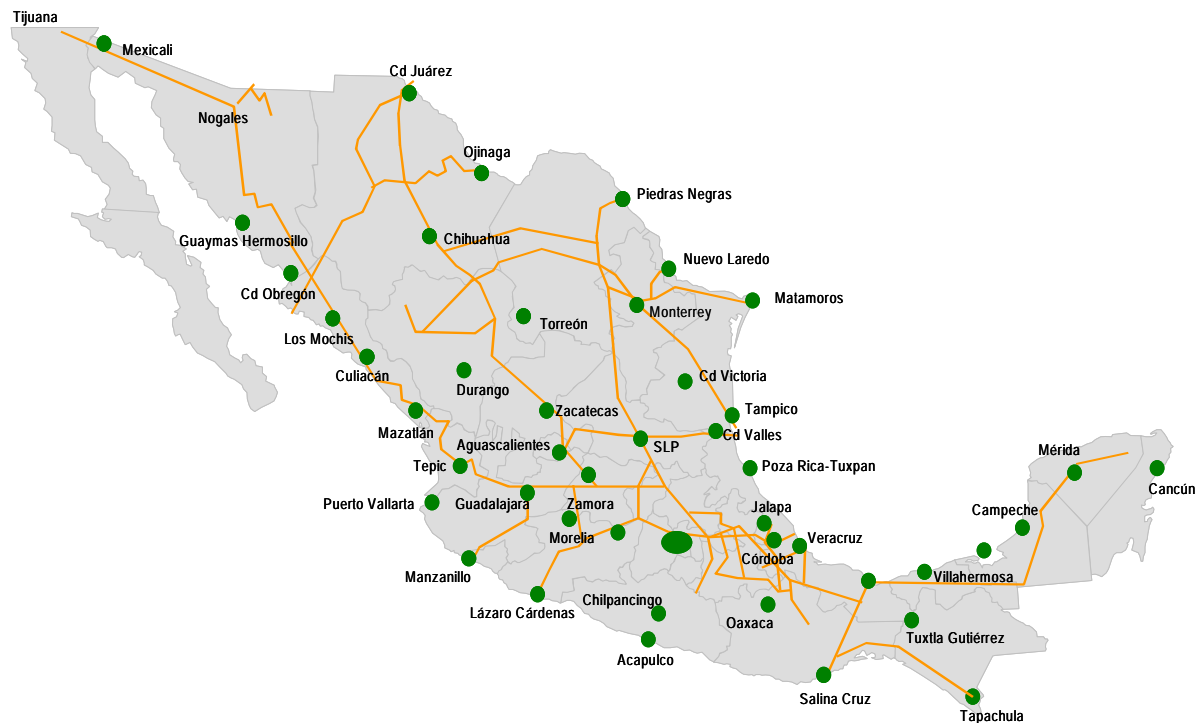 Tijuana
Mexicali
Cd Juárez
Nogales
Ojinaga
Piedras Negras
Guaymas Hermosillo
Chihuahua
Nuevo Laredo
Cd Obregón
Matamoros
Monterrey
Torreón
Los Mochis
Culiacán
Durango
Cd Victoria
Zacatecas
Tampico
Mazatlán
Aguascalientes
SLP
Cd Valles
Mérida
Tepic
Poza Rica-Tuxpan
Cancún
Puerto Vallarta
Guadalajara
Zamora
Jalapa
Campeche
Morelia
Veracruz
Córdoba
Manzanillo
Villahermosa
Chilpancingo
Lázaro Cárdenas
Oaxaca
Tuxtla Gutiérrez
Acapulco
Salina Cruz
Tapachula